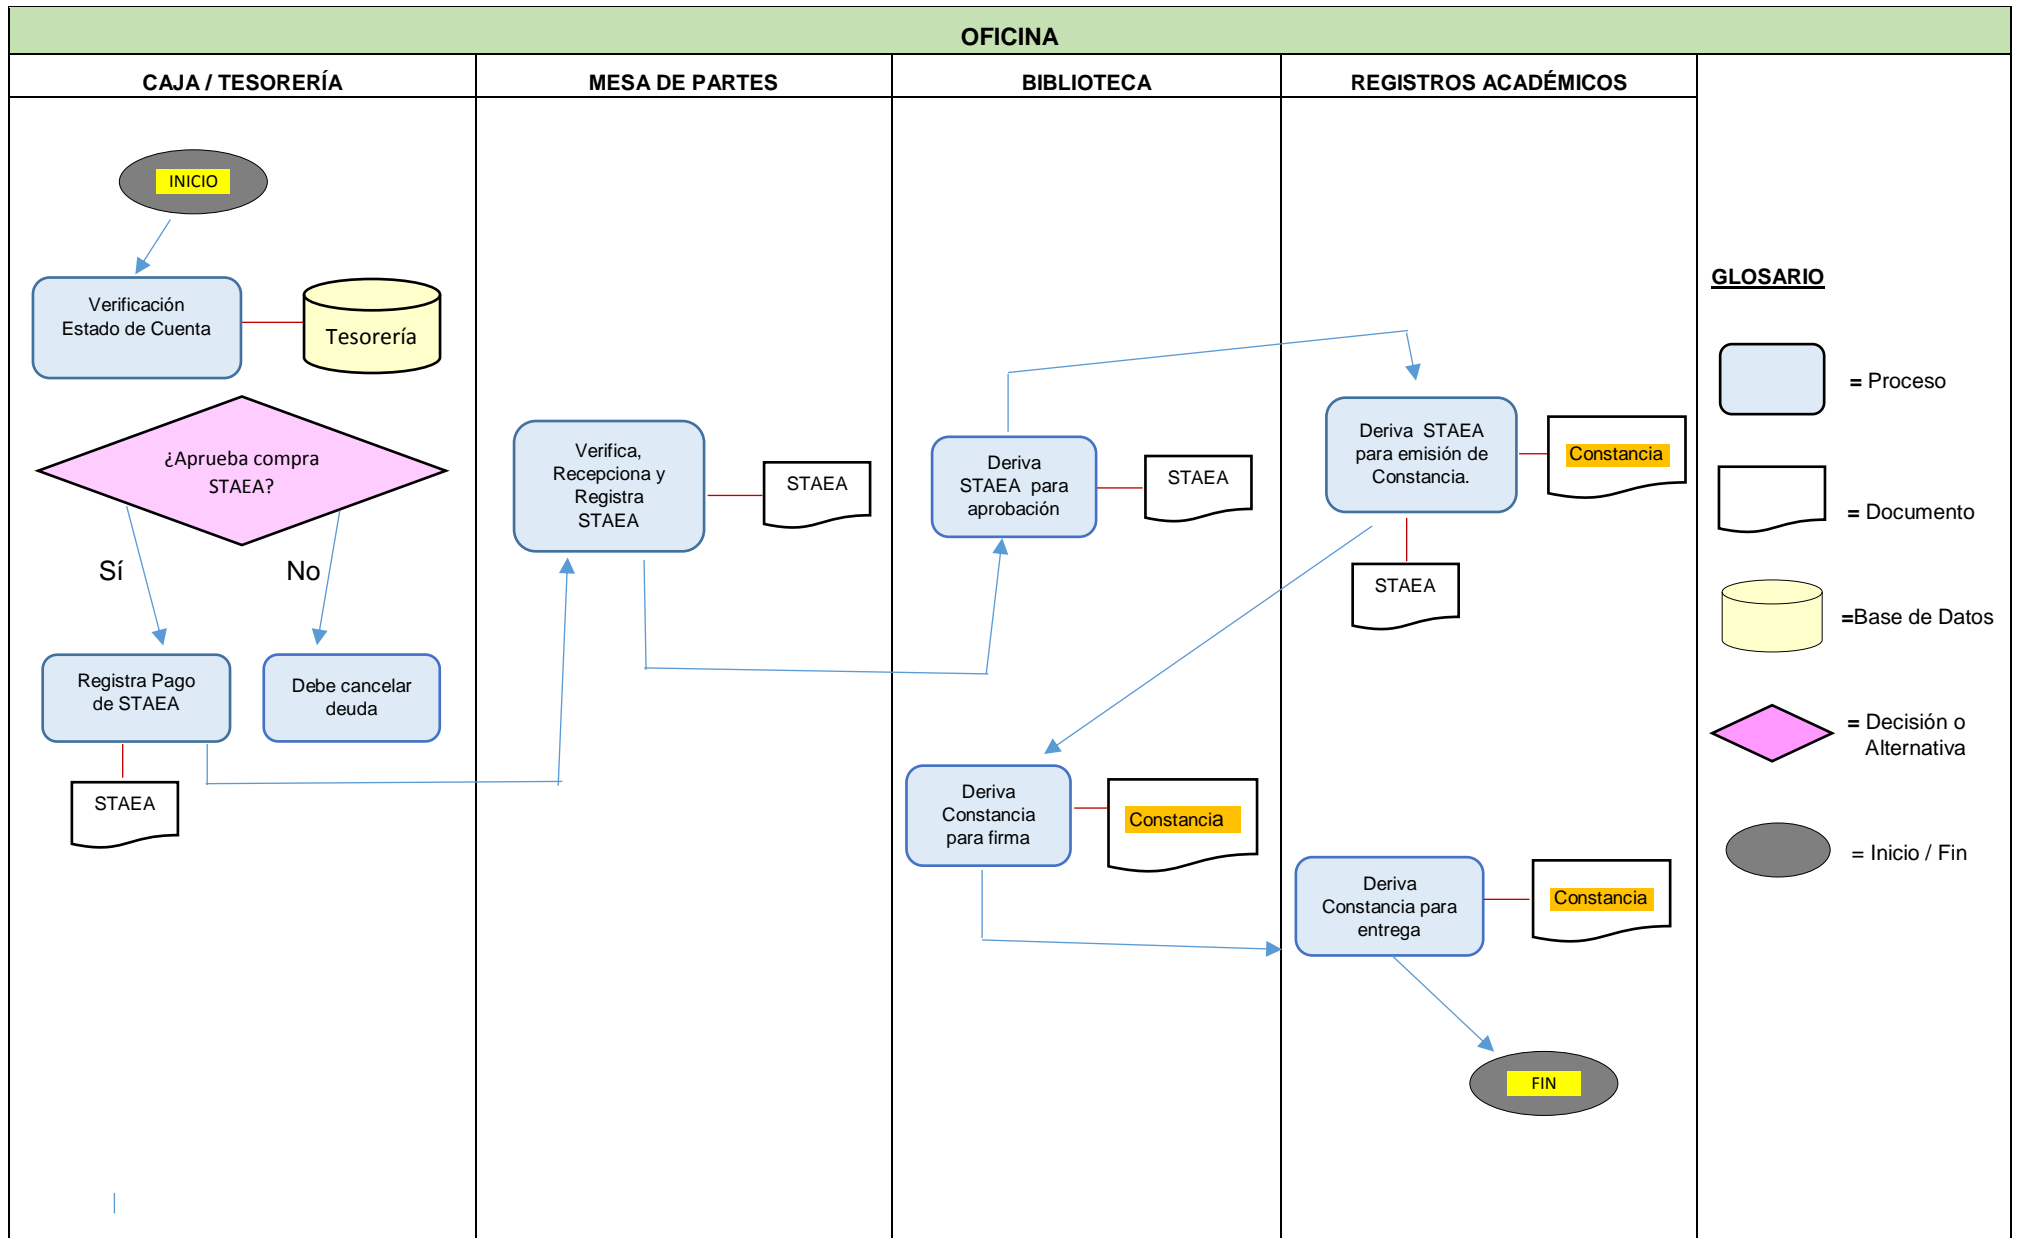 OFICINA
CAJA / TESORERÍA
MESA DE PARTES
BIBLIOTECA
REGISTROS ACADÉMICOS
INICIO
Verificación
Estado de Cuenta
Tesorería
¿Aprueba compra
STAEA?
Sí
No
Registra Pago
de STAEA
Debe cancelar
deuda
STAEA
Verifica,
Recepciona y
Registra
STAEA
STAEA
Deriva
STAEA para
aprobación
STAEA
Deriva
Constancia
para firma
Constancia
Deriva STAEA
para emisión de
Constancia.
Constancia
STAEA
Deriva
Constancia para
entrega
Constancia
FIN
GLOSARIO
= Proceso
= Documento
=Base de Datos
= Decisión o
Alternativa
= Inicio / Fin